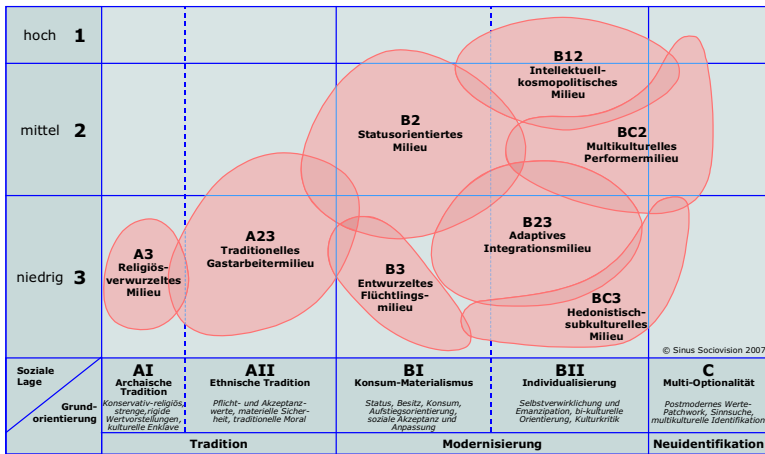 hoch 1
B12
Intellektuell-
kosmopolitisches
Milieu
mittel 2
B2
Statusorientiertes
Milieu
BC2
Multikulturelles
Performermilieu
niedrig 3
A3
Religiös-
verwurzeltes
Milieu
A23
Traditionelles
Gastarbeitermilieu
B3
Entwurzeltes
Flüchtlings-
milieu
B23
Adaptives
Integrationsmilieu
BC3
Hedonistisch-
subkulturelles
Milieu
© Sinus Sociovision 2007
Soziale
Lage
Grund-
orientierung
AI
Archaische
Tradition
Konservativ-religiös,
strenge,rigide
Wertvorstellungen,
kulturelle Enklave
AII
Ethnische Tradition
Pflicht- und Akzeptanz-
werte, materielle Sicher-
heit, traditionelle Moral
BI
Konsum-Materialismus
Status, Besitz, Konsum,
Aufstiegsorientierung,
soziale Akzeptanz und
Anpassung
BII
Individualisierung
Selbstverwirklichung und
Emanzipation, bi-kulturelle
Orientierung, Kulturkritik
C
Multi-Optionalität
Postmodernes Werte-
Patchwork, Sinnsuche,
multikulturelle Identifikation
Tradition
Modernisierung
Neuidentifikation